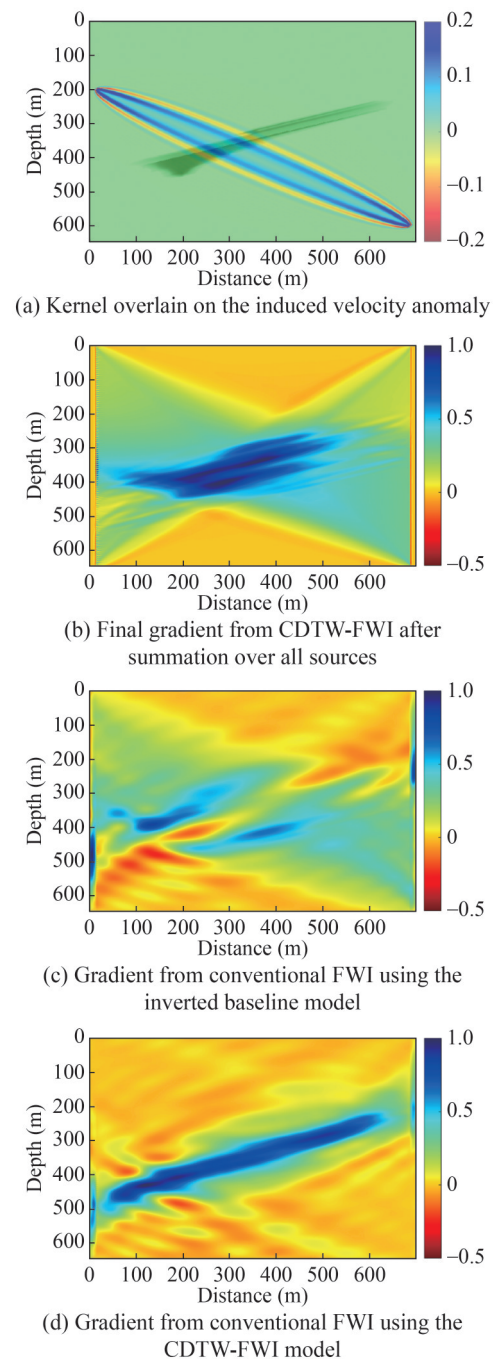 0
100
200
300
400
500
600
Depth (m)
0 100 200 300 400 500 600
Distance (m)
0.2
0.1
0
−0.1
−0.2
(a) Kernel overlain on the induced velocity anomaly
0
100
200
300
400
500
600
Depth (m)
0 100 200 300 400 500 600
Distance (m)
1.0
0.5
0
−0.5
(b) Final gradient from CDTW-FWI after
summation over all sources
0
100
200
300
400
500
600
Depth (m)
0 100 200 300 400 500 600
Distance (m)
1.0
0.5
0
−0.5
(c) Gradient from conventional FWI using the
inverted baseline model
0
100
200
300
400
500
600
Depth (m)
0 100 200 300 400 500 600
Distance (m)
1.0
0.5
0
−0.5
(d) Gradient from conventional FWI using the
CDTW-FWI model